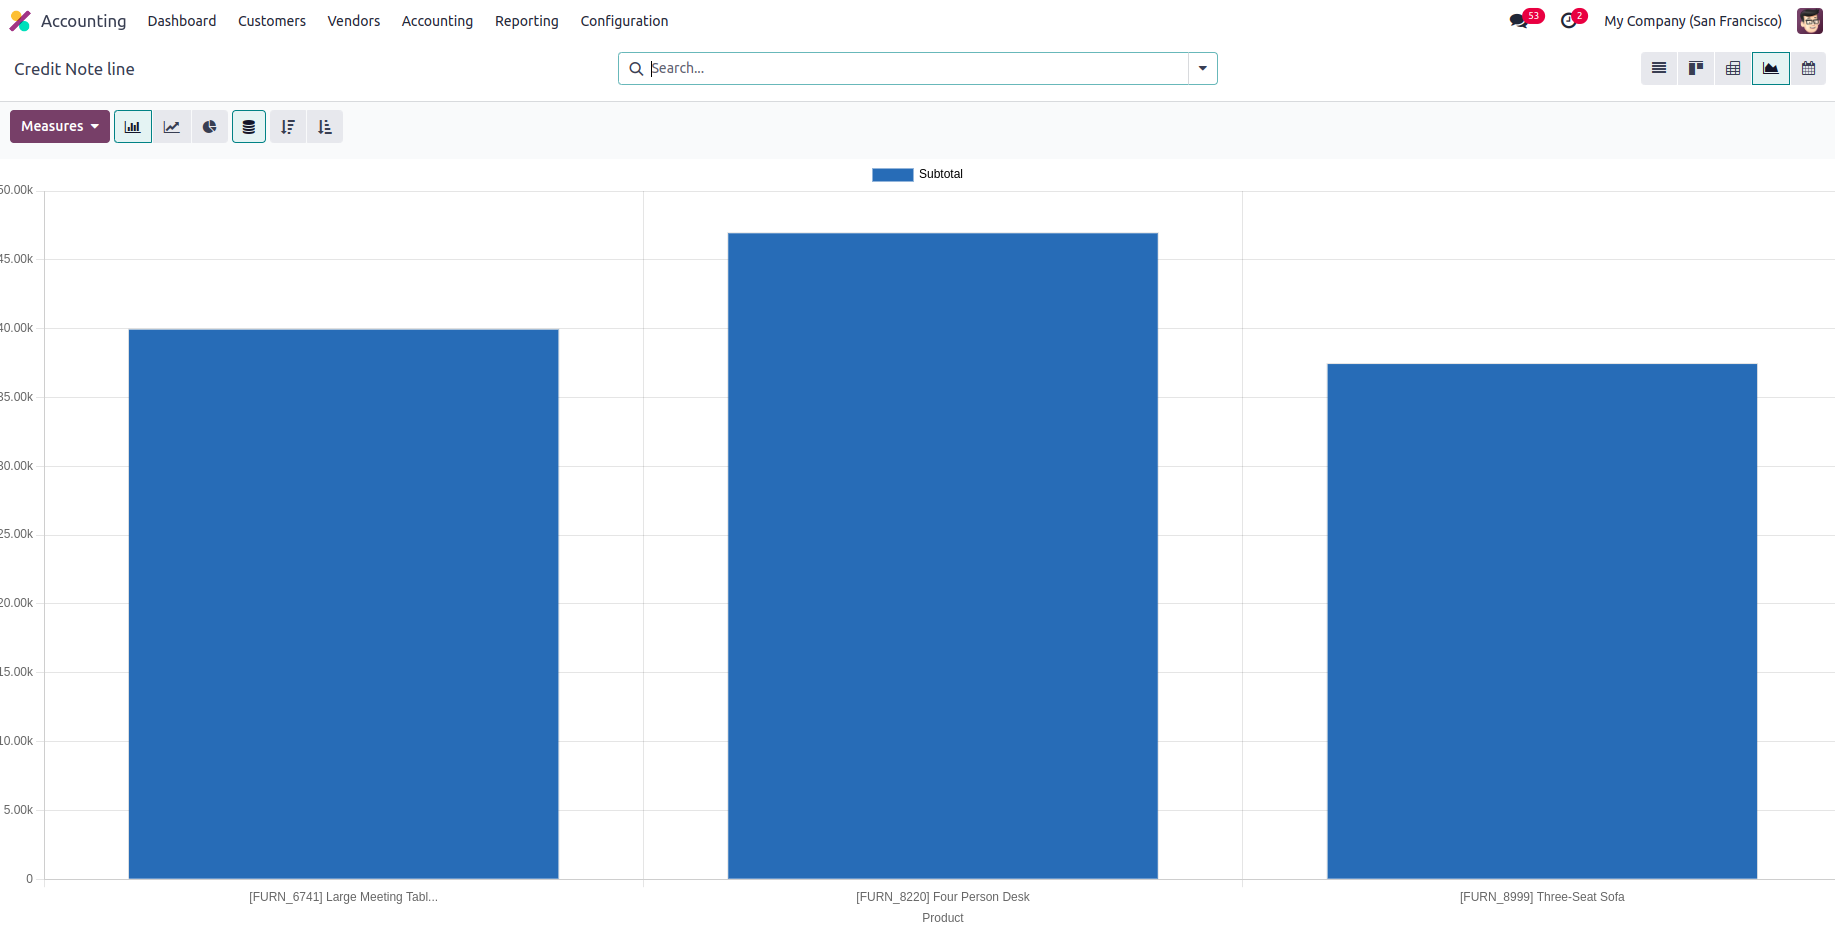 Accounting Dashboard Customers Vendors Accounting Reporting Configuration 53 2 My Company (San Francisco)
Credit Note line Search...
Measures
Subtotal
50.00k
45.00k
40.00k
35.00k
30.00k
25.00k
20.00k
15.00k
10.00k
5.00k
0
[FURN_6741] Large Meeting Tabl... [FURN_8220] Four Person Desk [FURN_8999] Three-Seat Sofa
Product